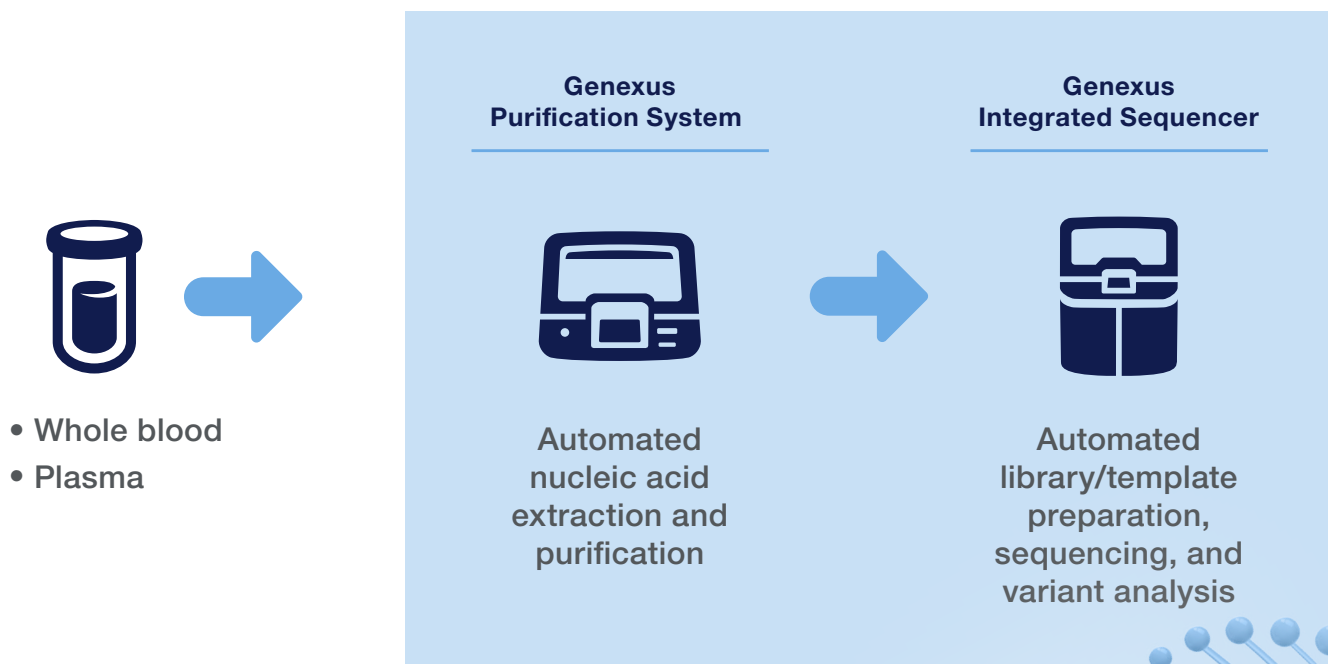 • Whole blood
• Plasma
Genexus
Purification System
Automated
nucleic acid
extraction and
purification
Genexus
Integrated Sequencer
Automated
library/template
preparation,
sequencing, and
variant analysis